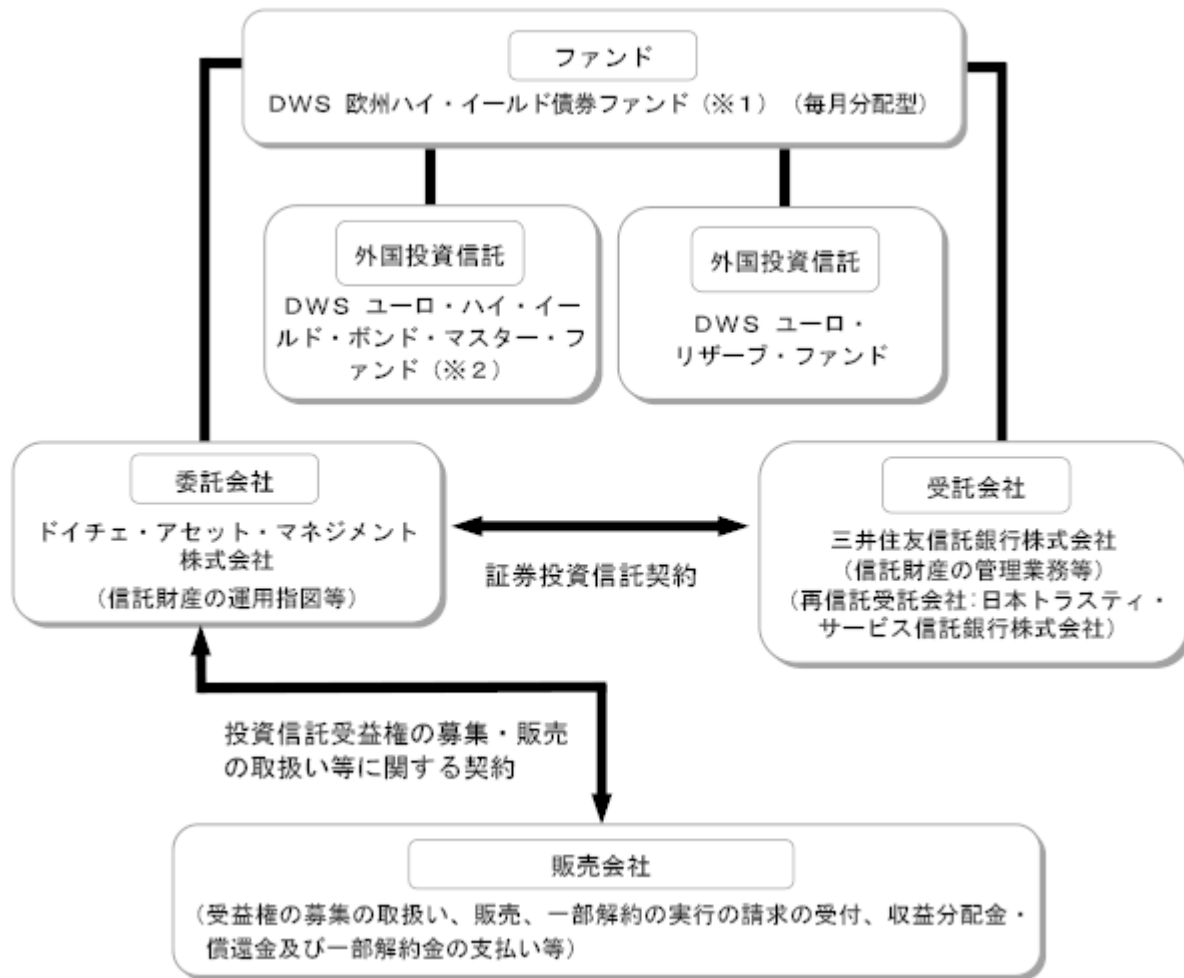 ファンド
DWS 欧州ハイ・イールド債券ファンド（※1）（毎月分配型）
外国投資信託
DWS ユーロ・ハイ・イー
ルド・ボンド・マスター・フ
ァンド（※2）
外国投資信託
DWS ユーロ・
リザーブ・ファンド
委託会社
ドイチェ・アセット・マネジメント
株式会社
（信託財産の運用指図等）
証券投資信託契約
受託会社
三井住友信託銀行株式会社
（信託財産の管理業務等）
（再信託受託会社：日本トラスティ・
サービス信託銀行株式会社）
投資信託受益権の募集・販売
の取扱い等に関する契約
販売会社
（受益権の募集の取扱い、販売、一部解約の実行の請求の受付、収益分配金・
償還金及び一部解約金の支払い等）